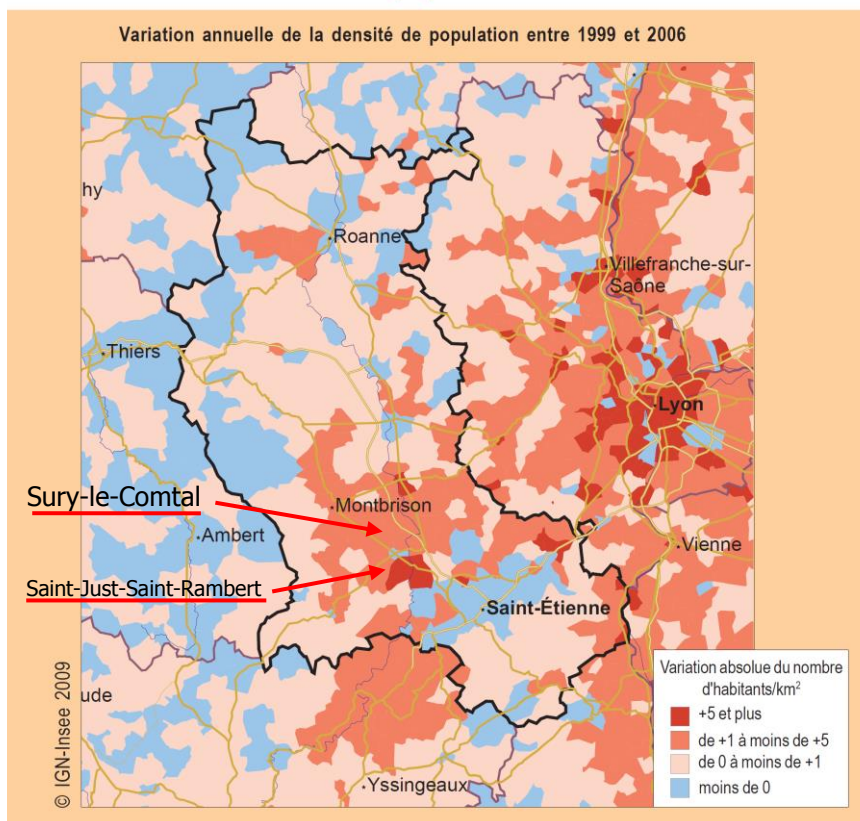 Variation annuelle de la densité de population entre 1999 et 2006
hy
Roanne
Villefranche-sur-
Saône
Thiers
Lyon
Sury-le-Comtal
Montbrison
Ambert
Vienne
Saint-Just-Saint-Rambert
Saint-Étienne
ude
Yssingeaux
Variation absolue du nombre
d'habitants/km²
+5 et plus
de +1 à moins de +5
de 0 à moins de +1
moins de 0
© IGN-Insee 2009